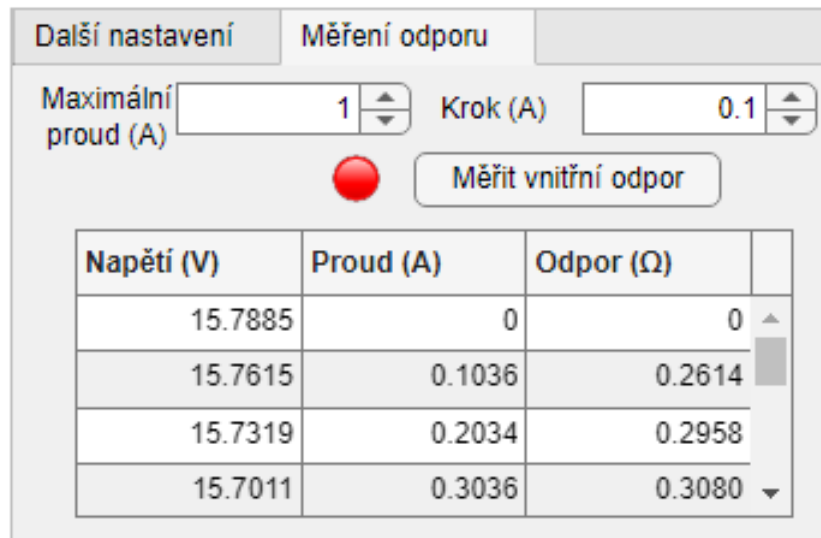 Další nastavení Měření odporu
Maximální proud (A) 1 Krok (A) 0.1
Měřit vnitřní odpor
Napětí (V) Proud (A) Odpor (Ω)
15.7885 0 0
15.7615 0.1036 0.2614
15.7319 0.2034 0.2958
15.7011 0.3036 0.3080